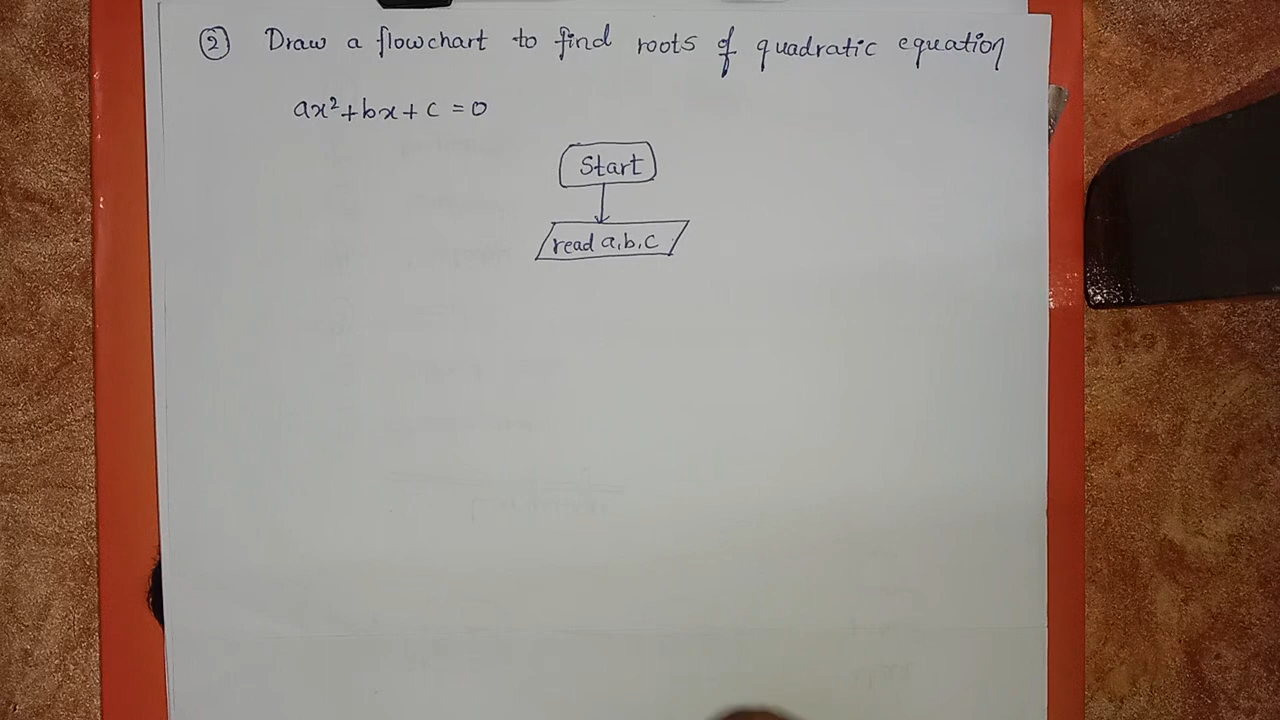 ② Draw a flowchart to find roots of quadratic equation
ax²+bx+c=0
Start
read a,b,c